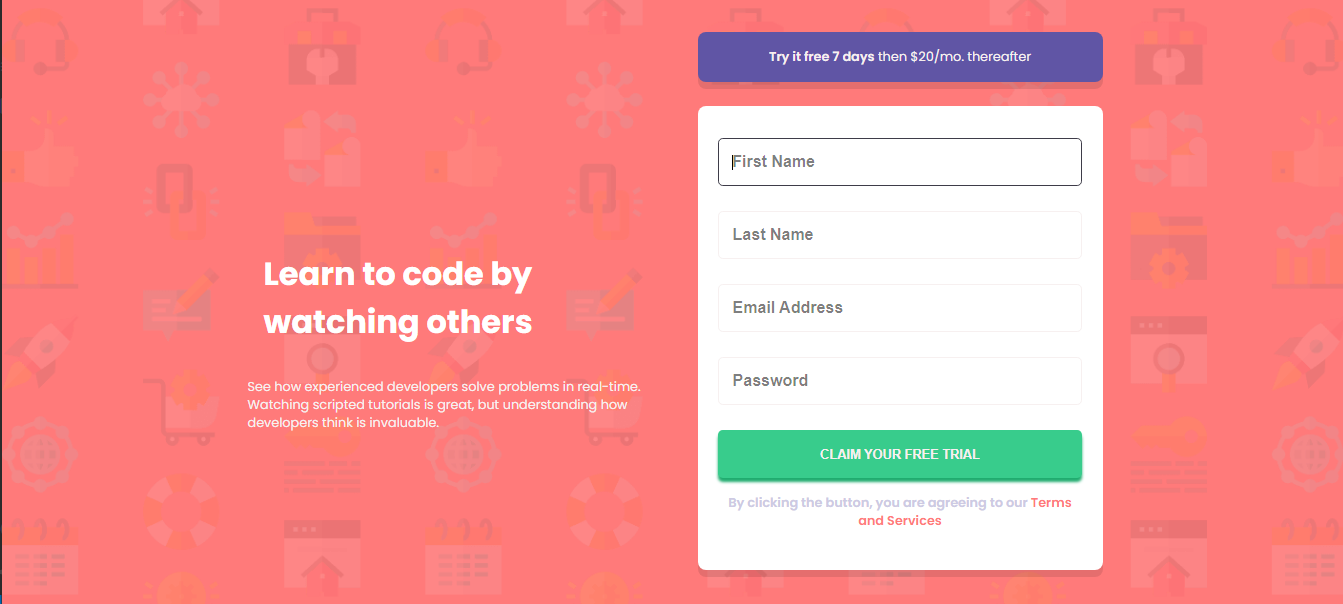 Try it free 7 days then $20/mo. thereafter
Learn to code by
watching others
See how experienced developers solve problems in real-time.
Watching scripted tutorials is great, but understanding how
developers think is invaluable.
First Name
Last Name
Email Address
Password
CLAIM YOUR FREE TRIAL
By clicking the button, you are agreeing to our Terms
and Services